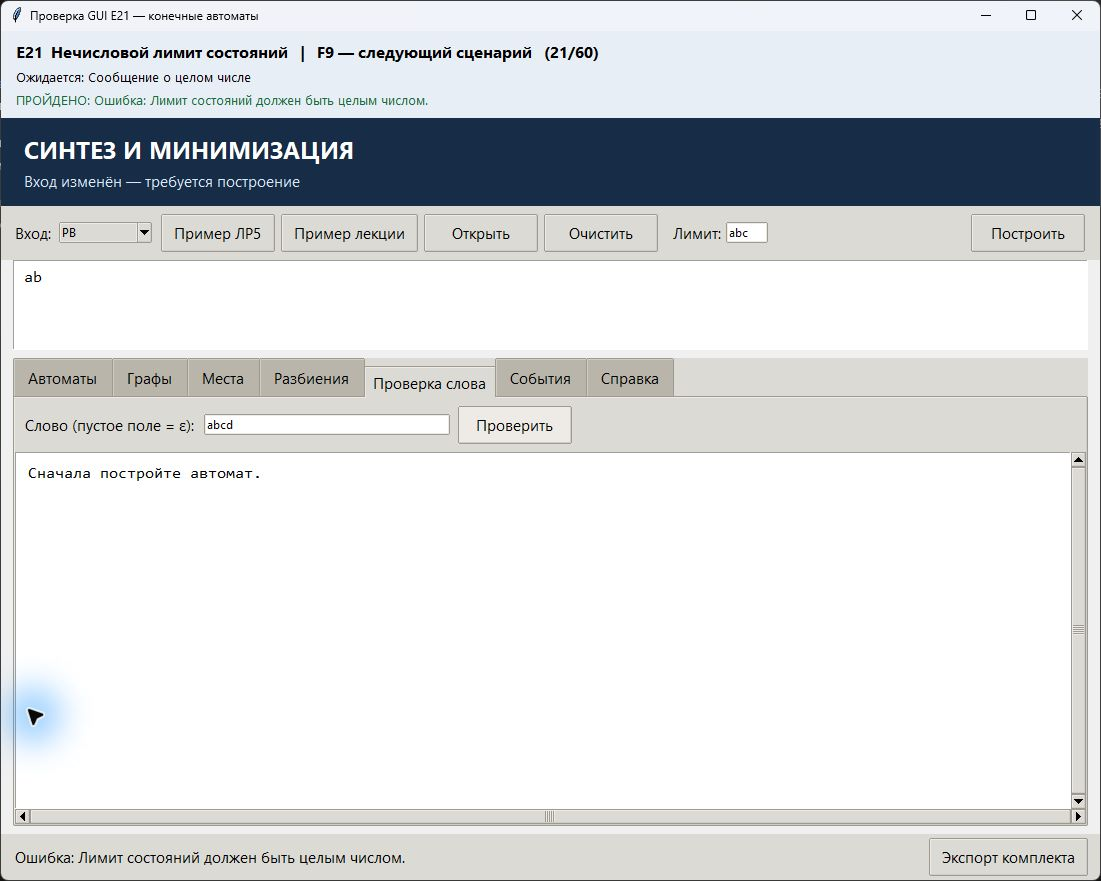 Проверка GUI E21 — конечные автоматы
E21 Нечисловой лимит состояний | F9 — следующий сценарий (21/60)
Ожидается: Сообщение о целом числе
ПРОЙДЕНО: Ошибка: Лимит состояний должен быть целым числом.
СИНТЕЗ И МИНИМИЗАЦИЯ
Вход изменён — требуется построение
Вход: РВ Пример ЛР5 Пример лекции Открыть Очистить Лимит: abc Построить
ab
Автоматы Графы Места Разбиения Проверка слова События Справка
Слово (пустое поле = ε): abcd Проверить
Сначала постройте автомат.
Ошибка: Лимит состояний должен быть целым числом. Экспорт комплекта